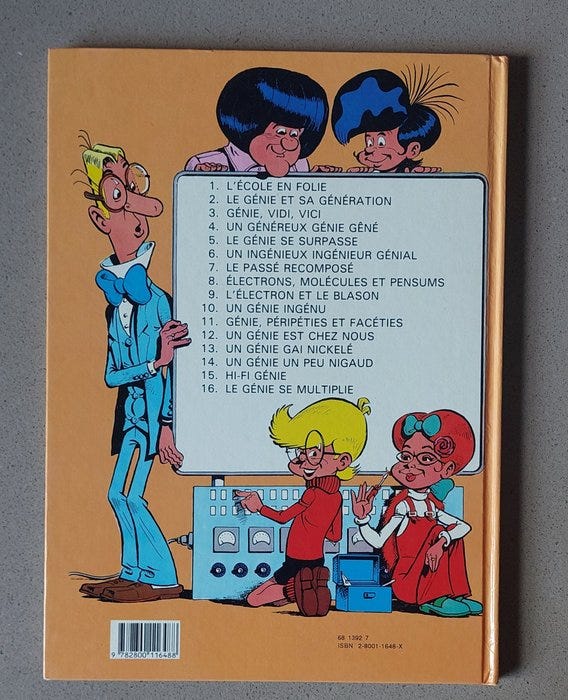 1. L'ÉCOLE EN FOLIE
2. LE GÉNIE ET SA GÉNÉRATION
3. GÉNIE, VIDI, VICI
4. UN GÉNÉREUX GÉNIE GÊNÉ
5. LE GÉNIE SE SURPASSE
6. UN INGÉNIEUX INGÉNIEUR GÉNIAL
7. LE PASSÉ RECOMPOSÉ
8. ÉLECTRONS, MOLÉCULES ET PENSUMS
9. L'ÉLECTRON ET LE BLASON
10. UN GÉNIE INGÉNU
11. GÉNIE, PÉRIPÉTIES ET FACÉTIES
12. UN GÉNIE EST CHEZ NOUS
13. UN GÉNIE GAI NICKELÉ
14. UN GÉNIE UN PEU NIGAUD
15. HI-FI GÉNIE
16. LE GÉNIE SE MULTIPLIE
68 1392 7
ISBN 2-8001-1648-X
9 782800 116488